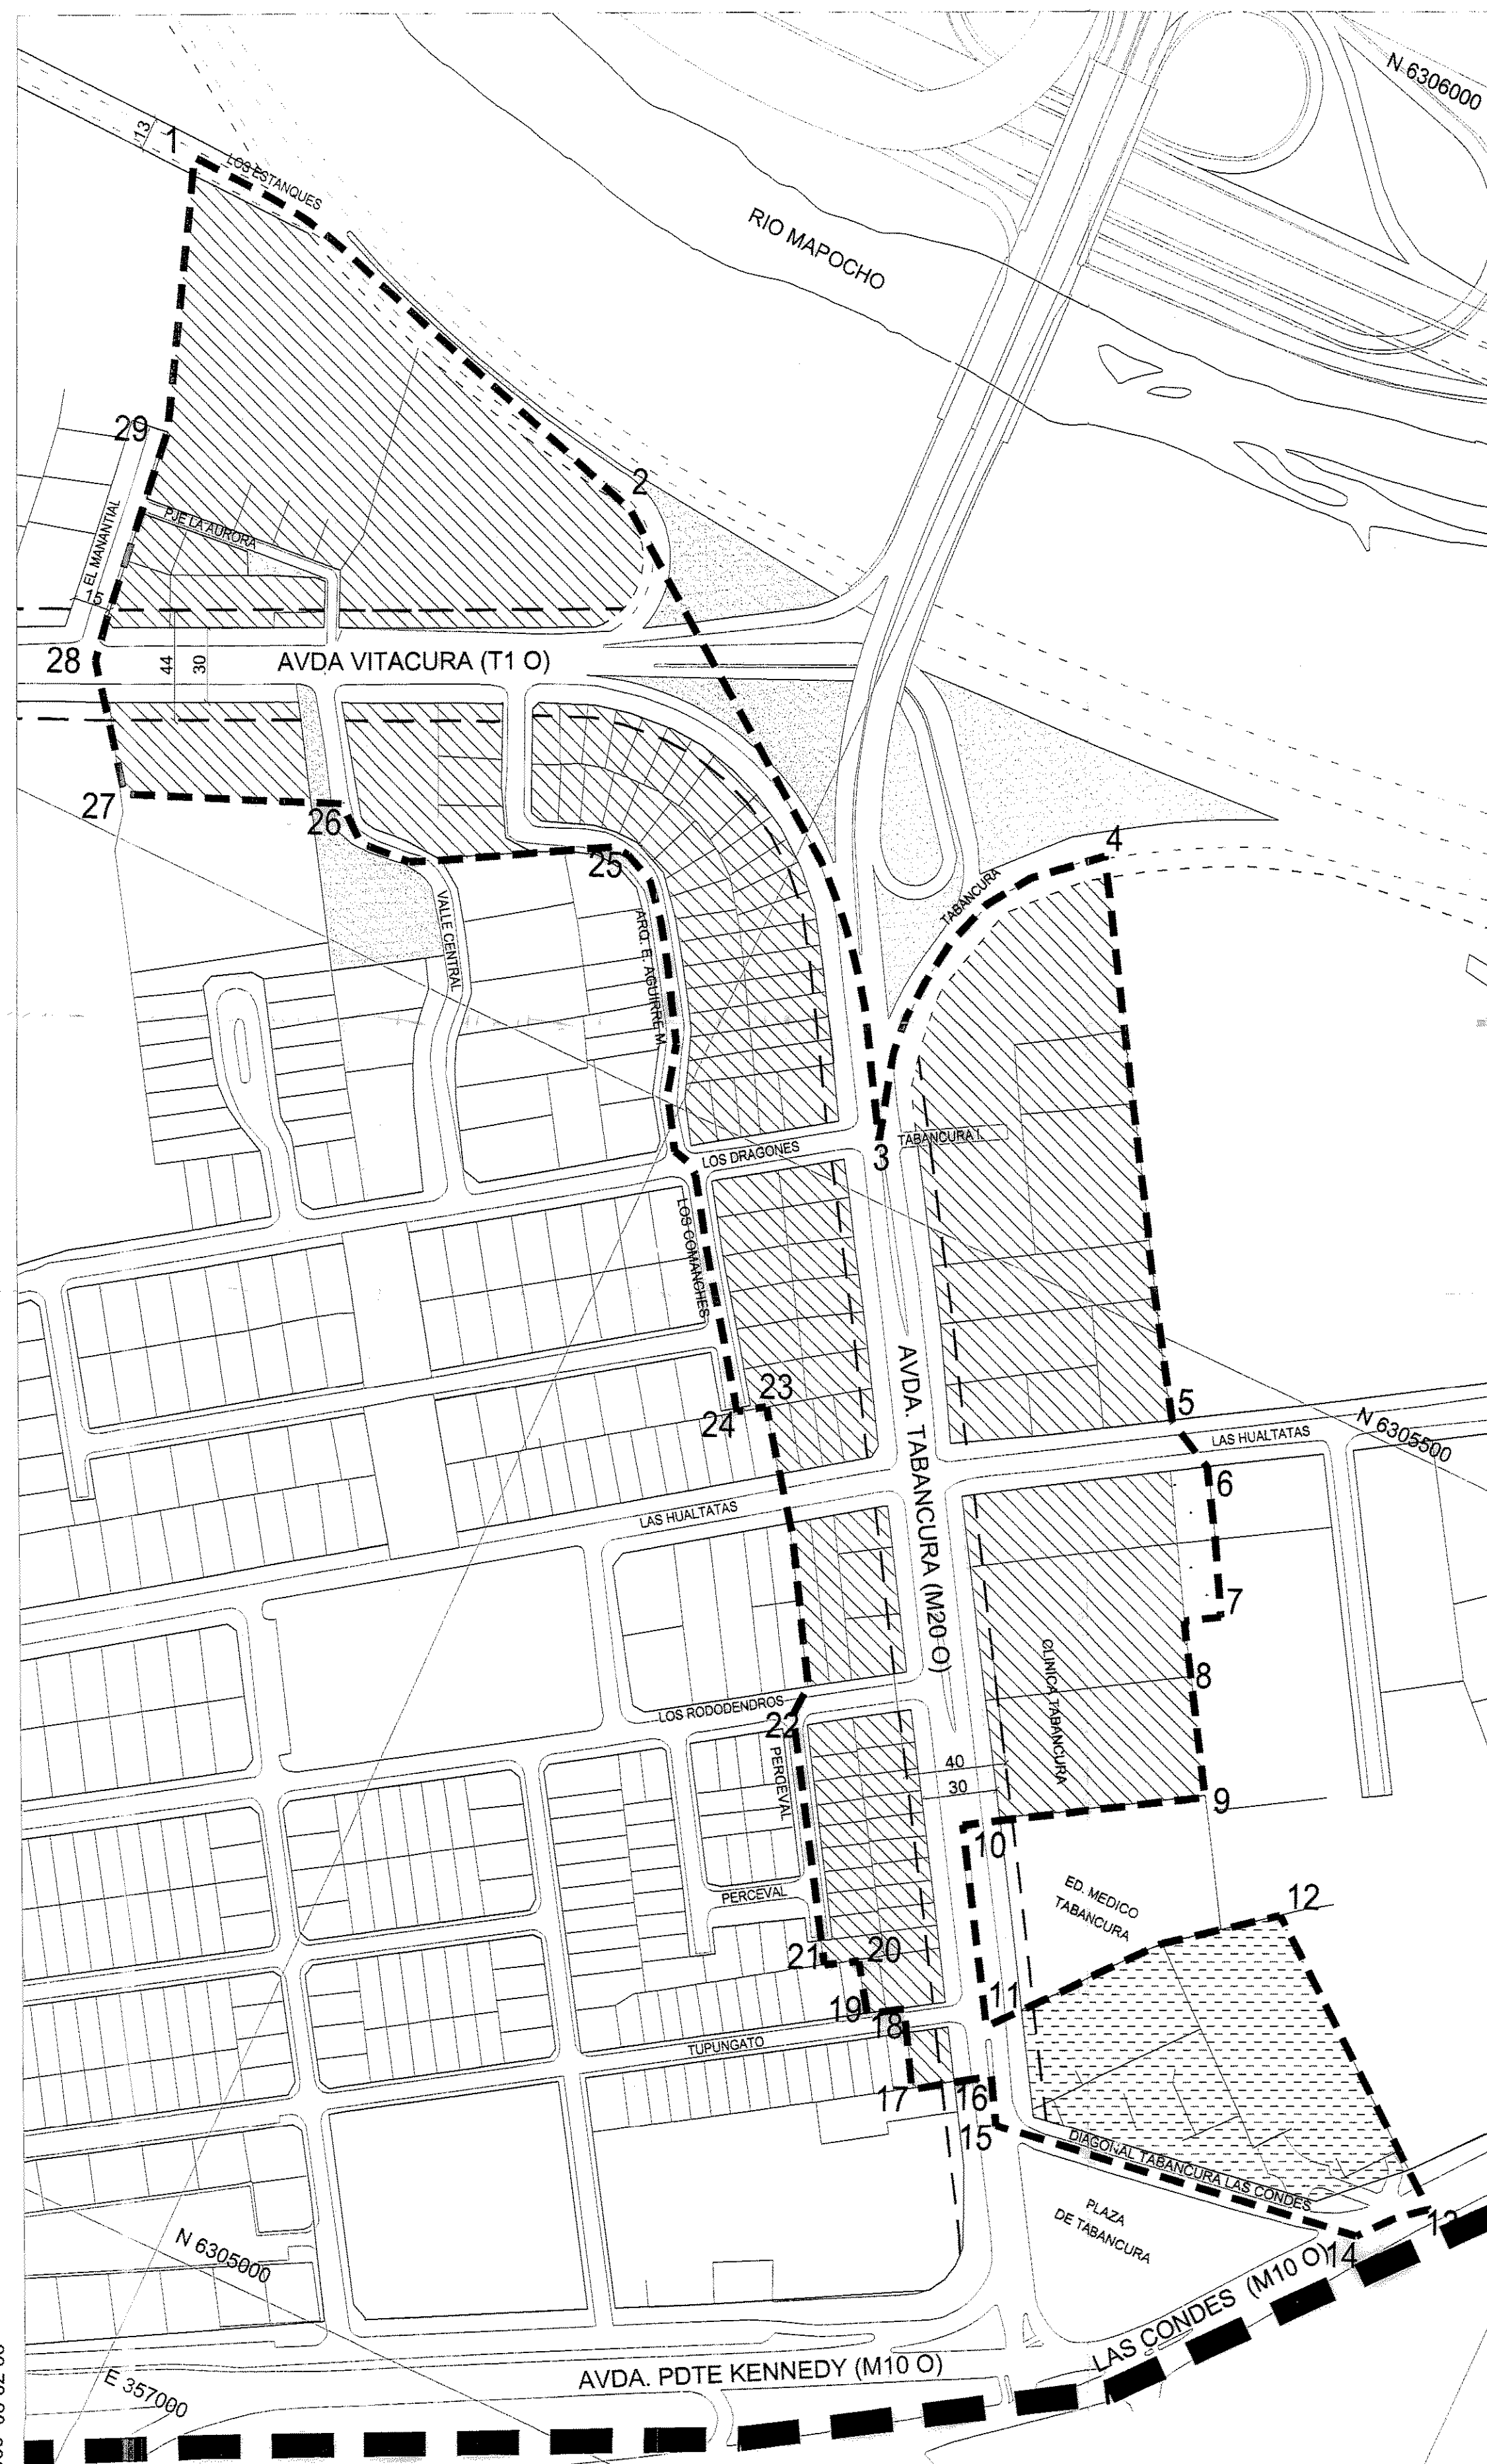 N 6306000
13
1
LOS ESTANQUES
RIO MAPOCHO
29
2
EL MANANTIAL
PJE LA AURORA
15
28
44
30
AVDA VITACURA (T1 O)
27
26
25
4
TABANCURA
VALLE CENTRAL
ARQ. E. AGUIRRE M.
TABANCURA I.
3
LOS DRAGONES
LOS COMANCHES
23
24
AVDA. TABANCURA (M20 O)
5
LAS HUALTATAS
N 6305500
6
LAS HUALTATAS
7
CLINICA TABANCURA
8
LOS RODODENDROS
22
PERCEVAL
40
30
9
10
PERCEVAL
ED. MEDICO
TABANCURA
12
21
20
19
18
11
TUPUNGATO
17
16
15
DIAGONAL TABANCURA LAS CONDES
PLAZA
DE TABANCURA
13
14
N 6305000
LAS CONDES (M10 O)
AVDA. PDTE KENNEDY (M10 O)
E 357000